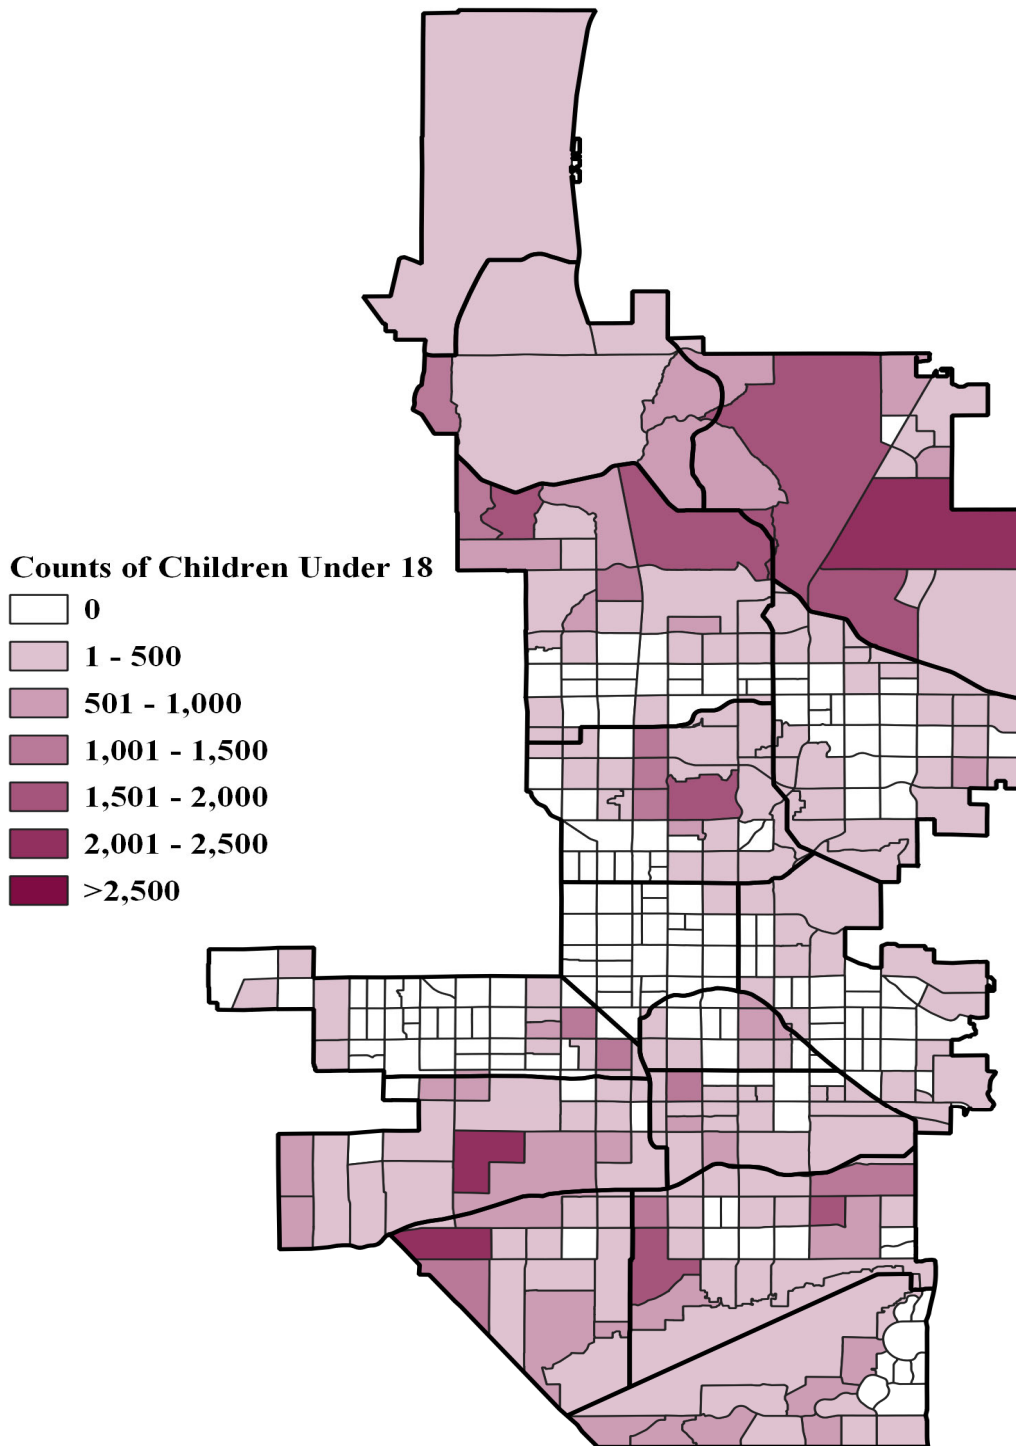 Counts of Children Under 18
0
1 - 500
501 - 1,000
1,001 - 1,500
1,501 - 2,000
2,001 - 2,500
>2,500